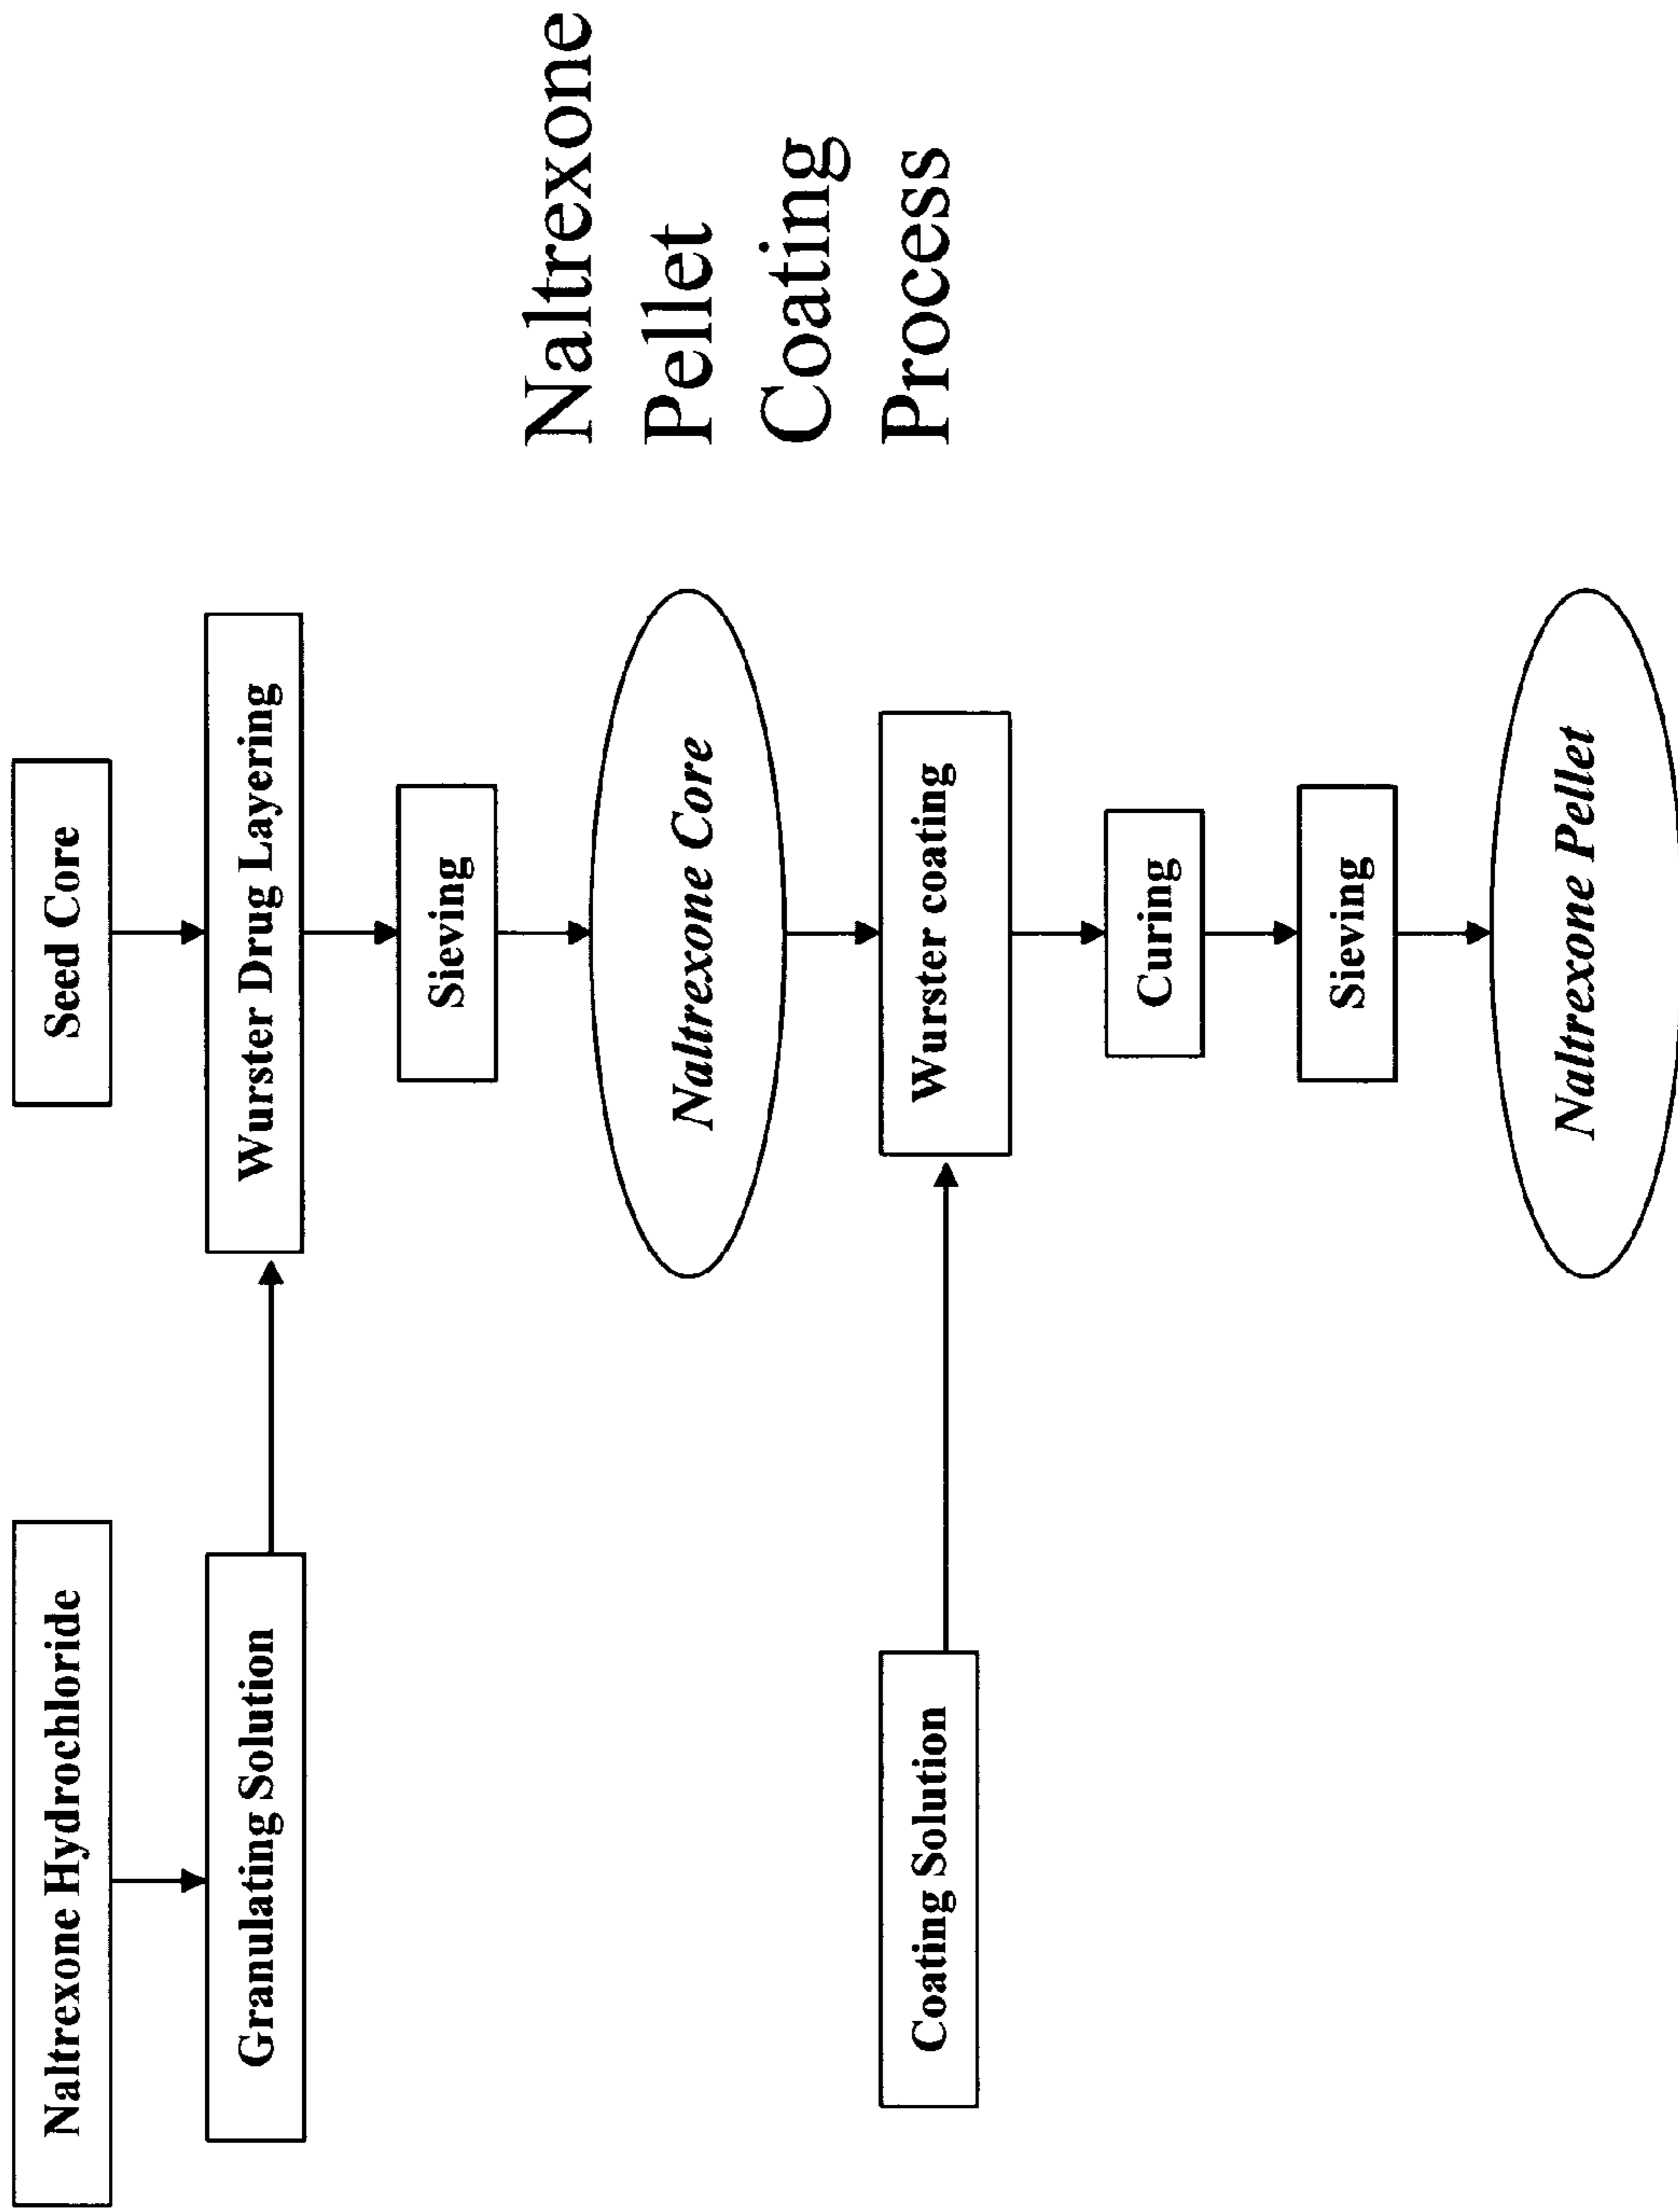 Naltrexone Hydrochloride
Seed Core
Granulating Solution
Wurster Drug Layering
Sieving
Naltrexone Core
Naltrexone
Pellet
Coating
Process
Coating Solution
Wurster coating
Curing
Sieving
Naltrexone Pellet